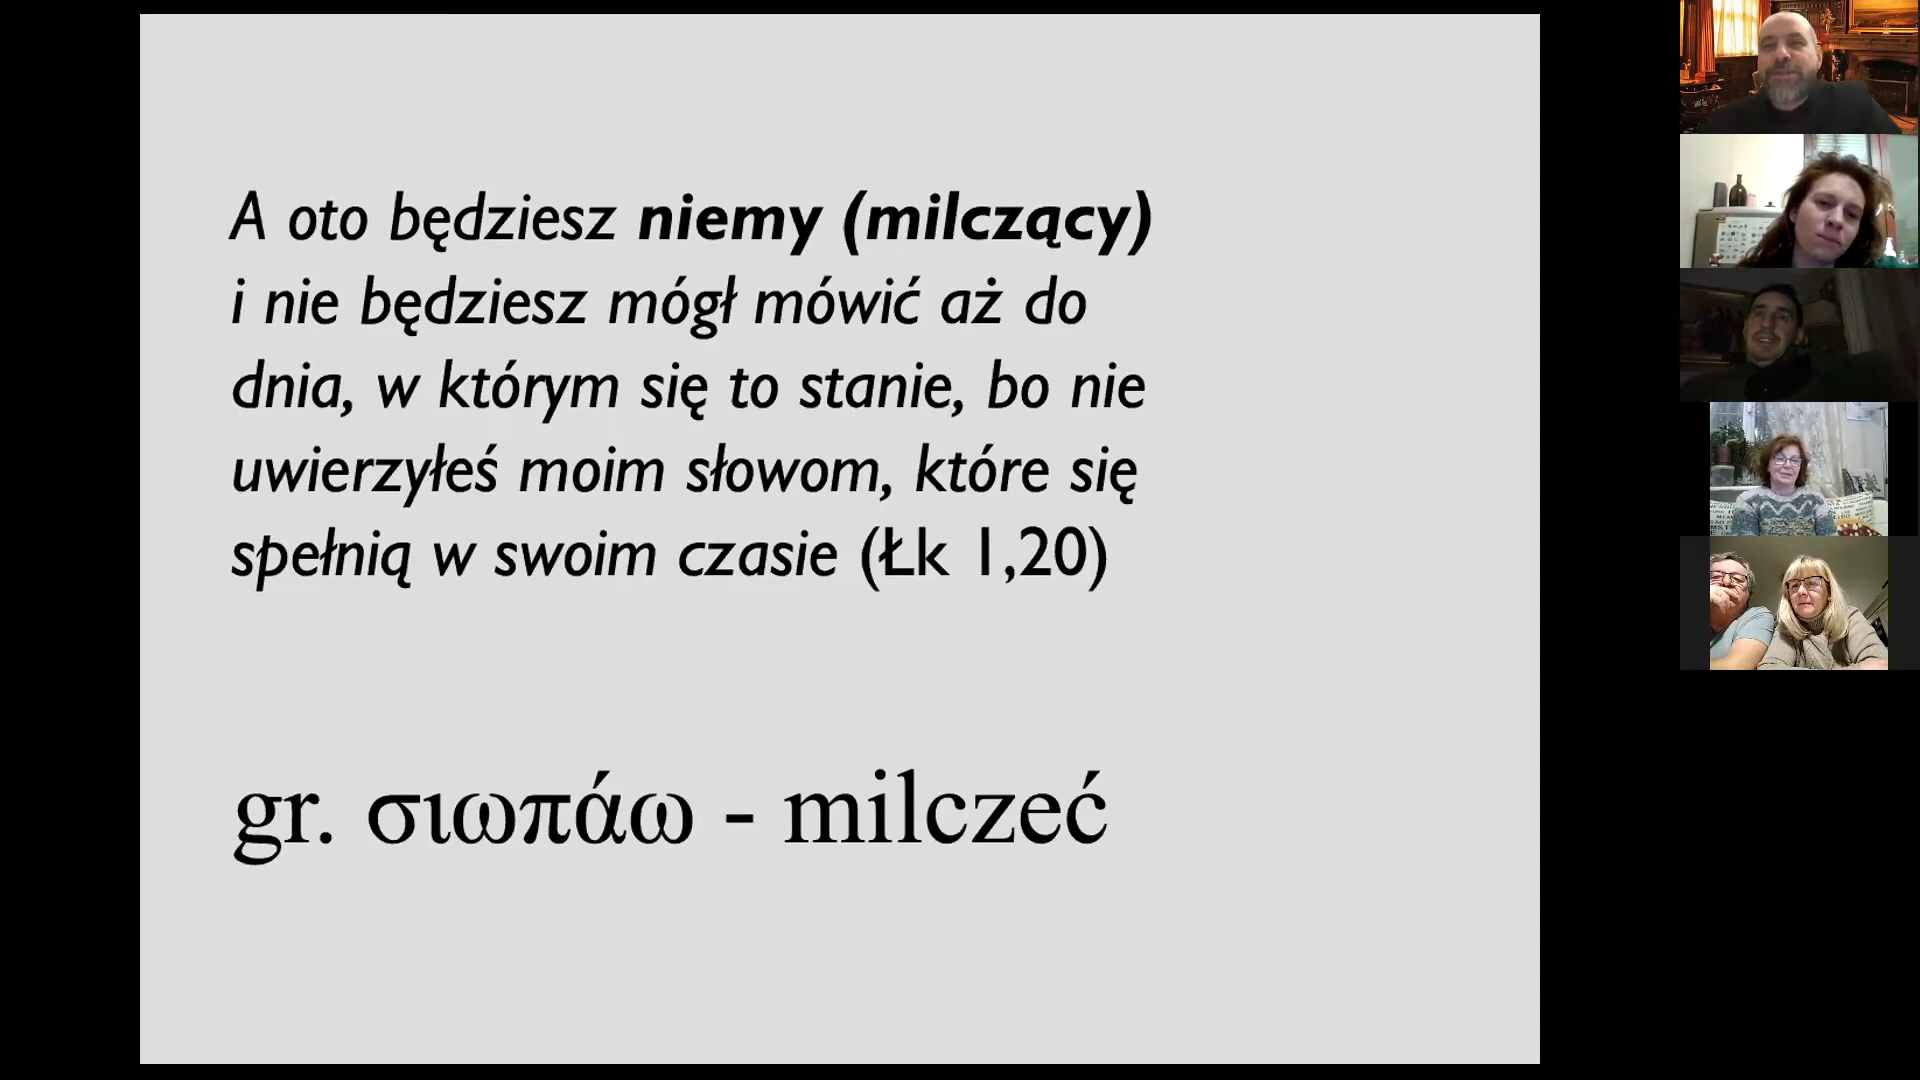 A oto będziesz niemy (milczący)
i nie będziesz mógł mówić aż do
dnia, w którym się to stanie, bo nie
uwierzyłeś moim słowom, które się
spełnią w swoim czasie (Łk 1,20)
gr. σιωπάω - milczeć